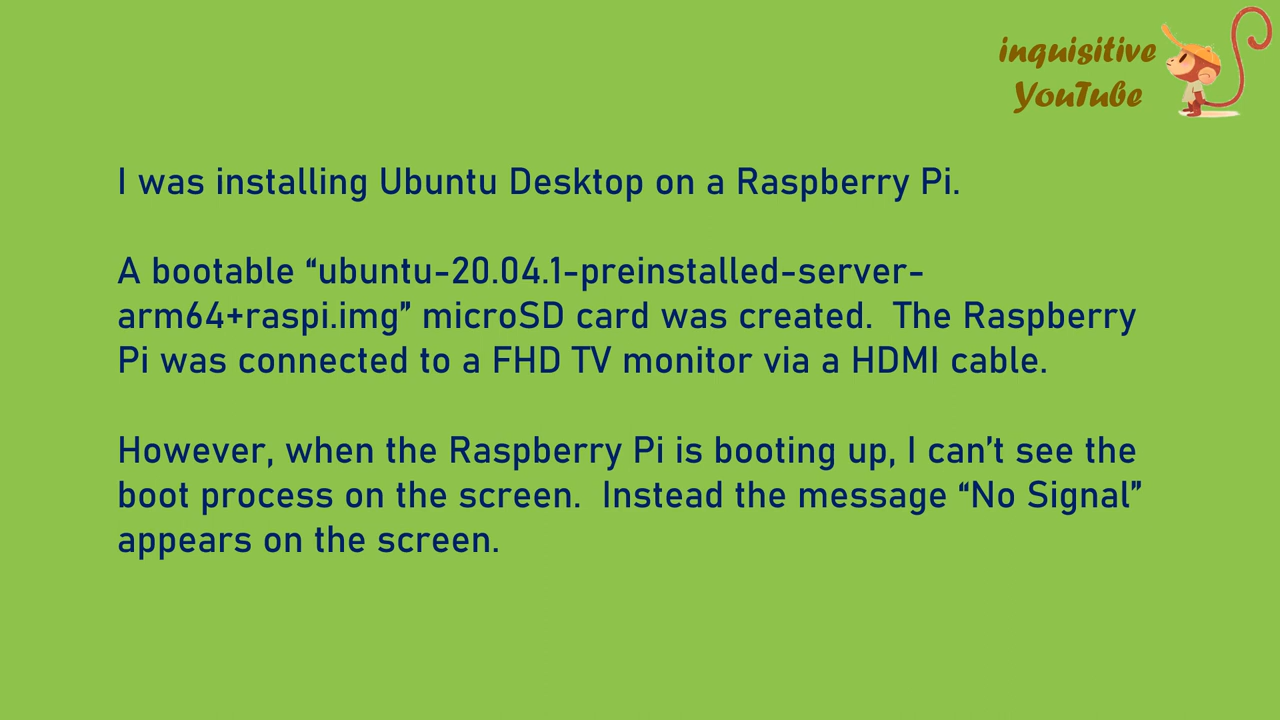 inquisitive
YouTube
I was installing Ubuntu Desktop on a Raspberry Pi.
A bootable “ubuntu-20.04.1-preinstalled-server-
arm64+raspi.img” microSD card was created.  The Raspberry
Pi was connected to a FHD TV monitor via a HDMI cable.
However, when the Raspberry Pi is booting up, I can’t see the
boot process on the screen.  Instead the message “No Signal”
appears on the screen.